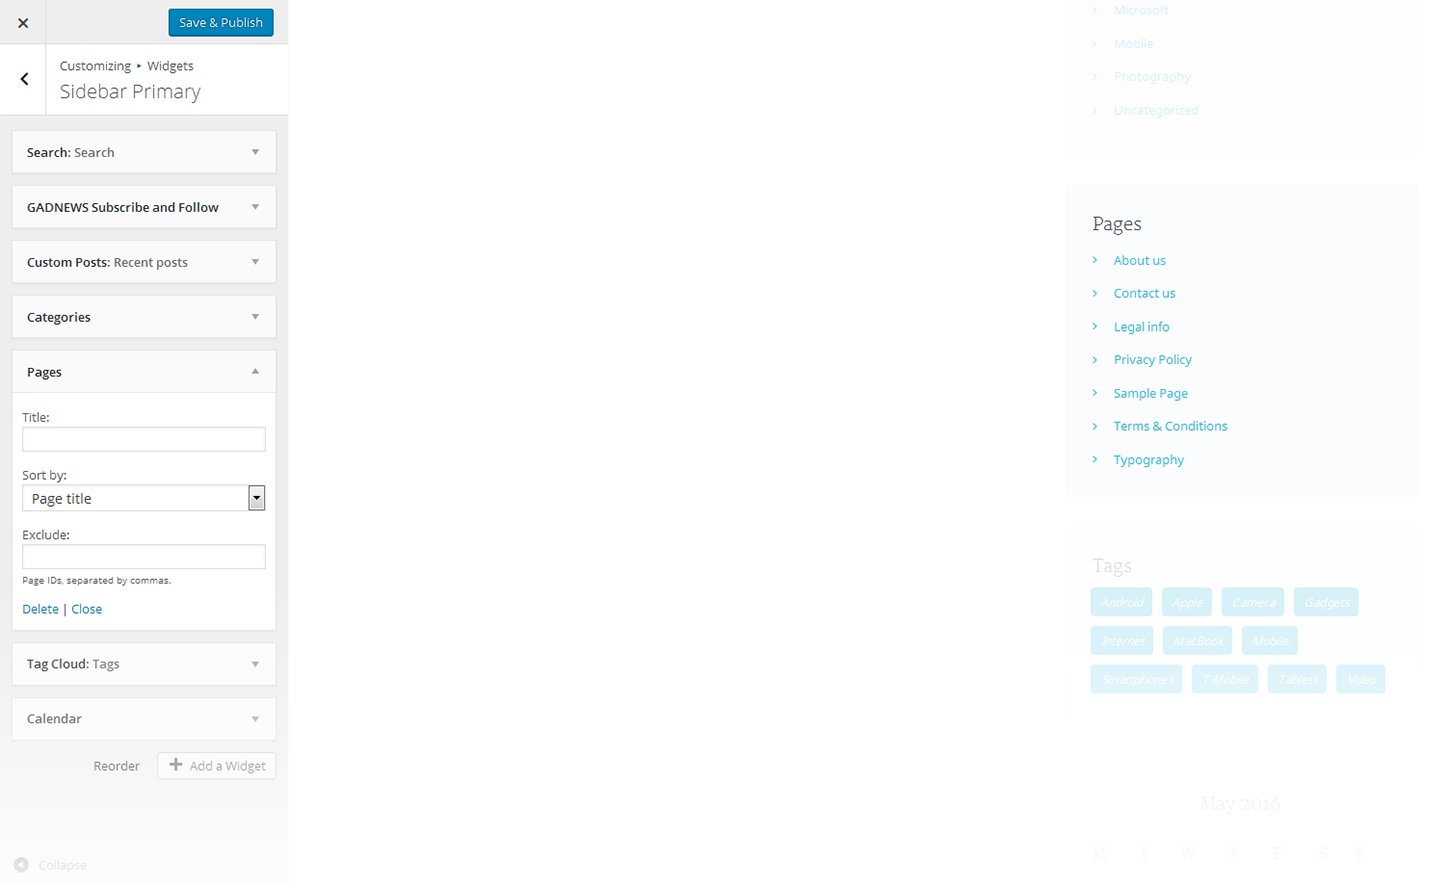 Save & Publish
Customizing ▸ Widgets
Sidebar Primary
Search: Search
GADNEWS Subscribe and Follow
Custom Posts: Recent posts
Categories
Pages
Title:
Sort by:
Page title
Exclude:
Page IDs, separated by commas.
Delete | Close
Tag Cloud: Tags
Calendar
Reorder
Add a Widget
Collapse
Microsoft
Mobile
Photography
Uncategorized
Pages
About us
Contact us
Legal info
Privacy Policy
Sample Page
Terms & Conditions
Typography
Tags
Android Apple Camera Gadgets
Internet MacBook Mobile
Smartphones T-Mobile Tablets Video
May 2016
M T W T F S S